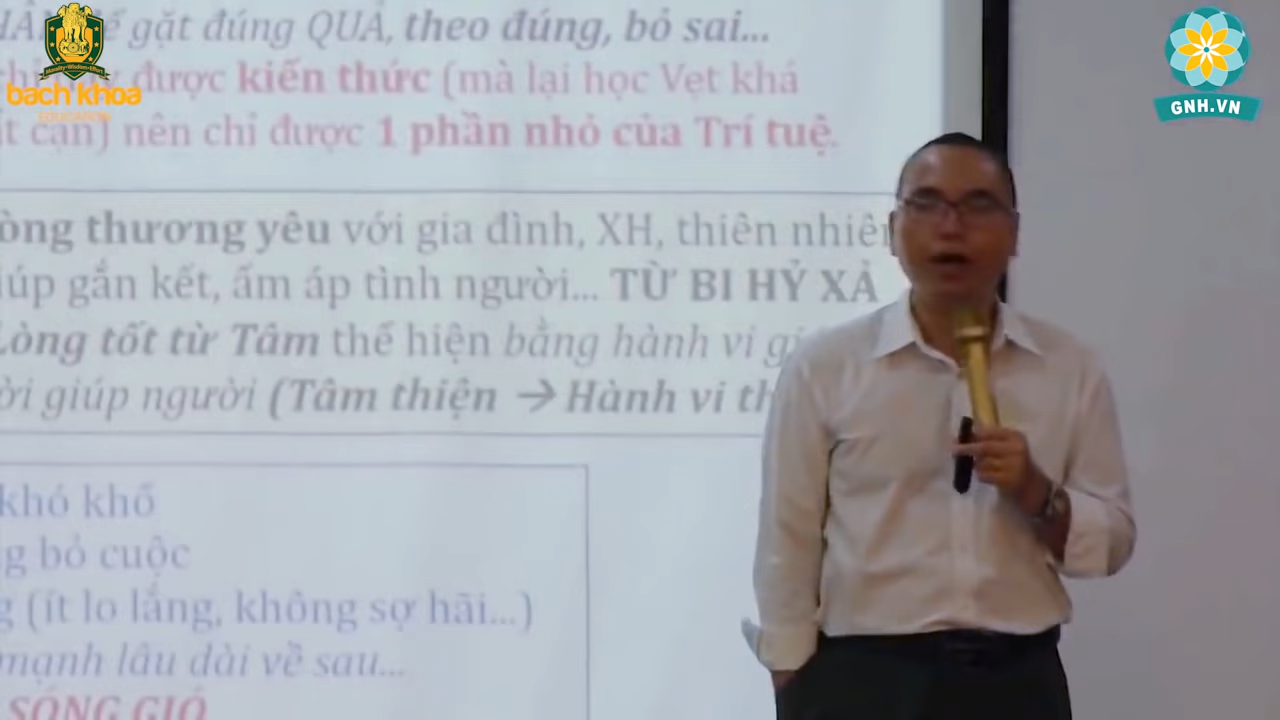 để gặt đúng QUẢ, theo đúng, bỏ sai...
được kiến thức (mà lại học Vẹt khá
cạn) nên chỉ được 1 phần nhỏ của Trí tuệ.
òng thương yêu với gia đình, XH, thiên nhiên
iúp gắn kết, ấm áp tình người... TỪ BI HỶ XẢ
Lòng tốt từ Tâm thể hiện bằng hành vi
ời giúp người (Tâm thiện → Hành vi th
khó khổ
g bỏ cuộc
g (ít lo lắng, không sợ hãi...)
mạnh lâu dài về sau...
SÓNG GIÓ
bach khoa
EDUCATION
GNH.VN